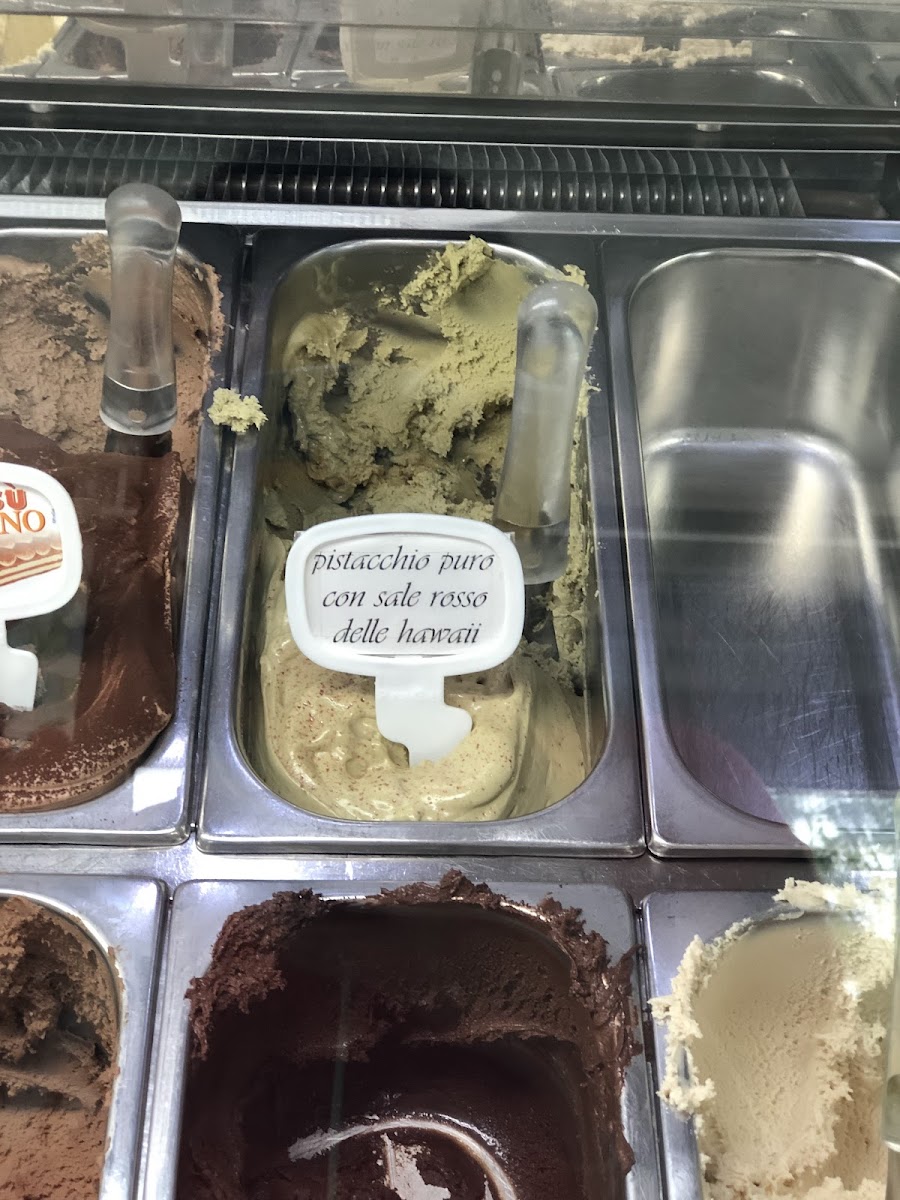 pistacchio puro
con sale rosso
delle hawaii